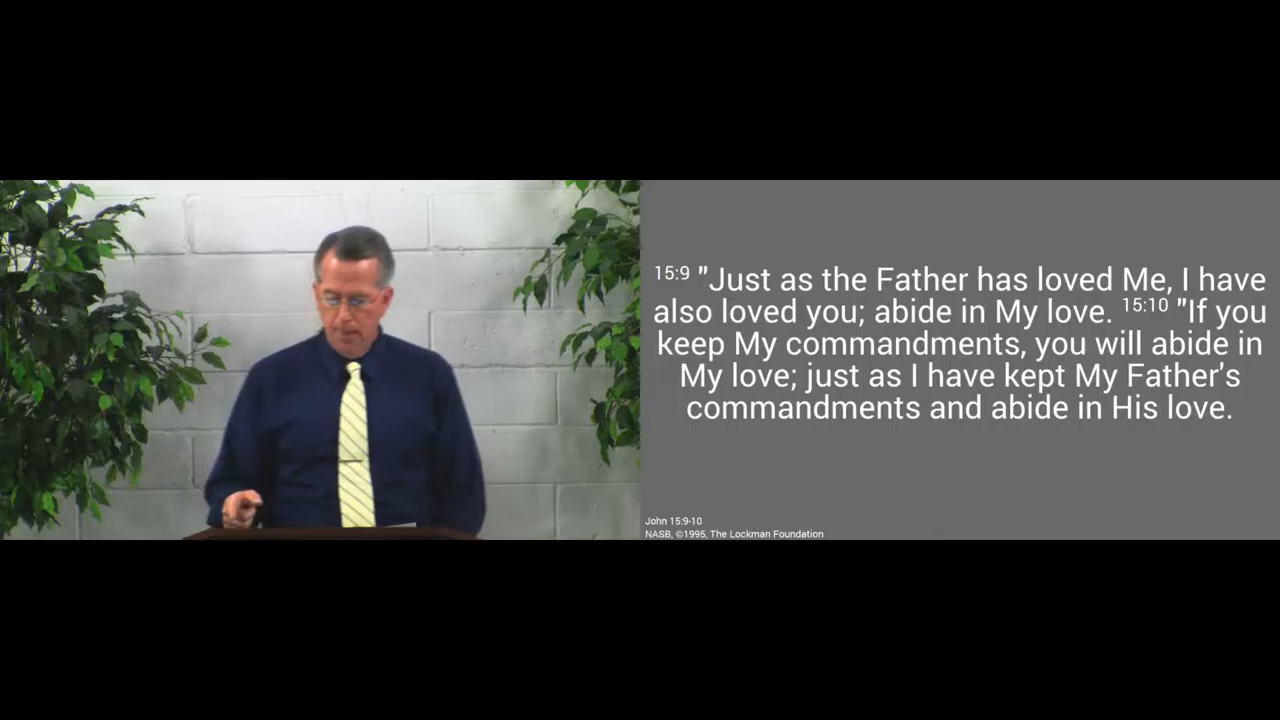 15:9 "Just as the Father has loved Me, I have
also loved you; abide in My love. 15:10 "If you
keep My commandments, you will abide in
My love; just as I have kept My Father's
commandments and abide in His love.
John 15:9-10
NASB, ©1995, The Lockman Foundation